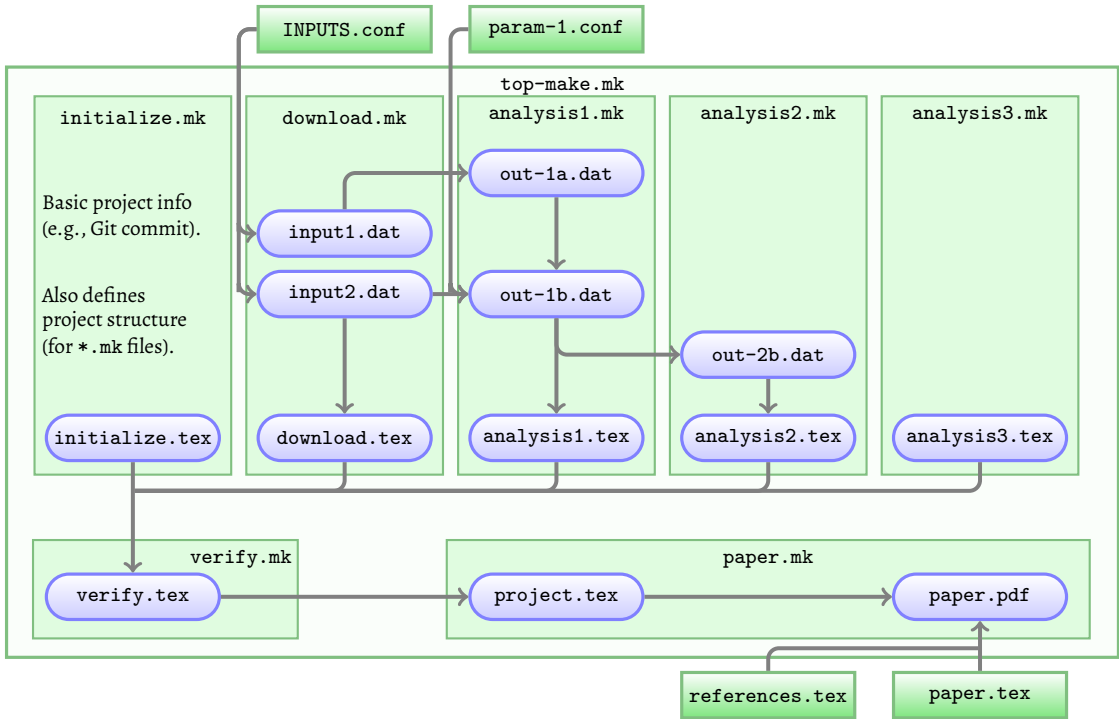 INPUTS.conf
param-1.conf
top-make.mk
initialize.mk
download.mk
analysis1.mk
analysis2.mk
analysis3.mk
Basic project info
(e.g., Git commit).
Also defines
project structure
(for *.mk files).
input1.dat
input2.dat
out-1a.dat
out-1b.dat
out-2b.dat
initialize.tex
download.tex
analysis1.tex
analysis2.tex
analysis3.tex
verify.mk
paper.mk
verify.tex
project.tex
paper.pdf
references.tex
paper.tex